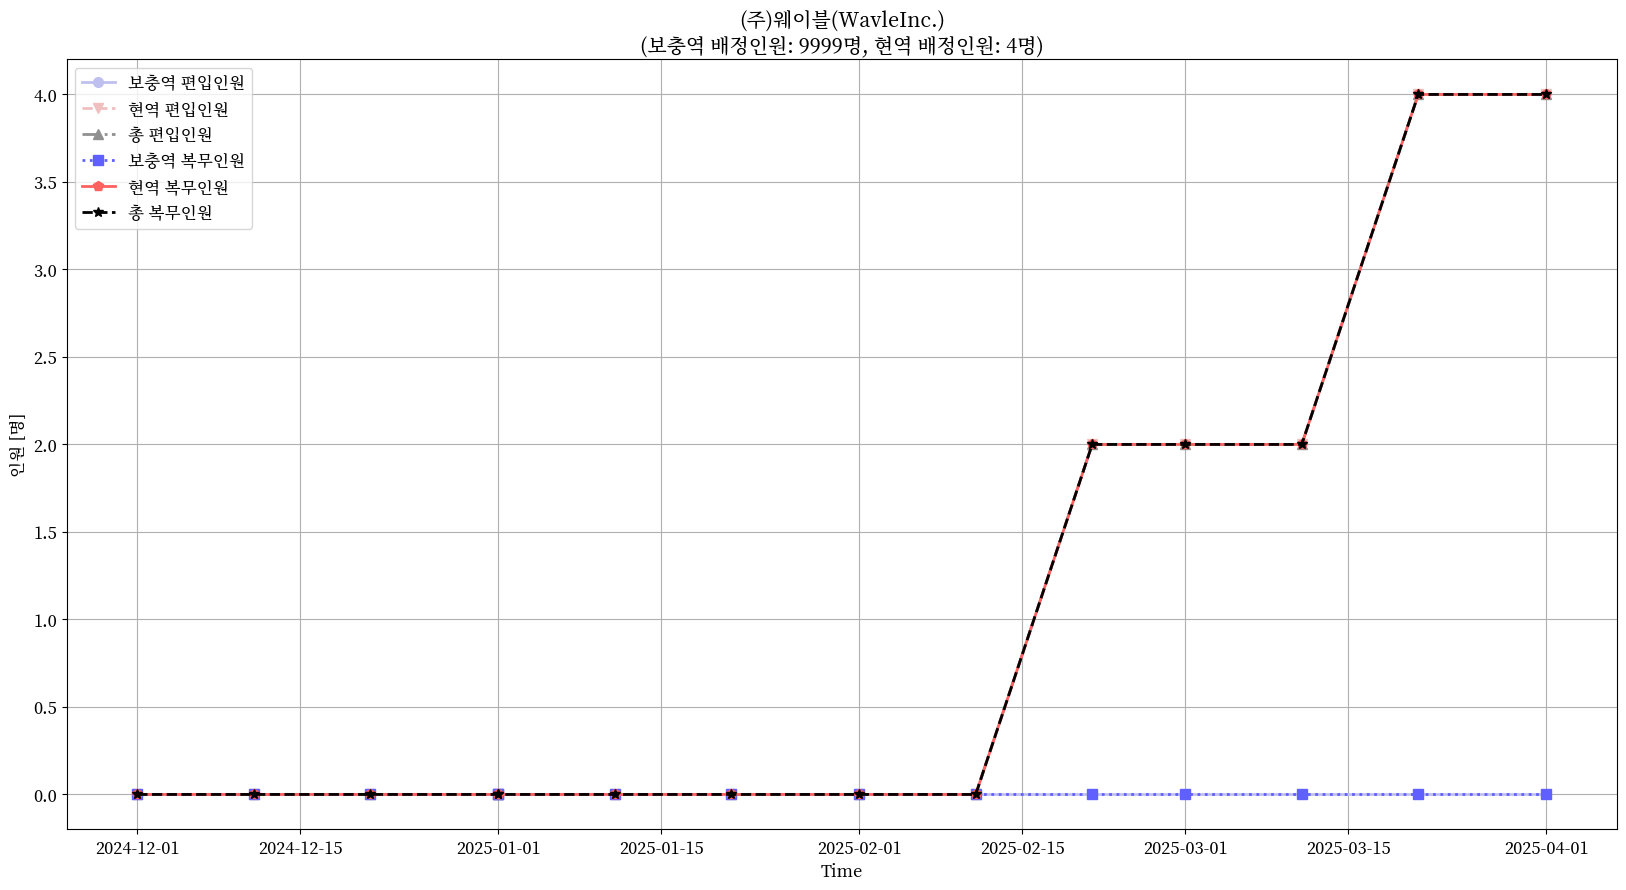 (주)웨이블(WavleInc.)
(보충역 배정인원: 9999명, 현역 배정인원: 4명)
보충역 편입인원
현역 편입인원
총 편입인원
보충역 복무인원
현역 복무인원
총 복무인원
4.0
3.5
3.0
2.5
2.0
1.5
1.0
0.5
0.0
인원 [명]
2024-12-01
2024-12-15
2025-01-01
2025-01-15
2025-02-01
2025-02-15
2025-03-01
2025-03-15
2025-04-01
Time